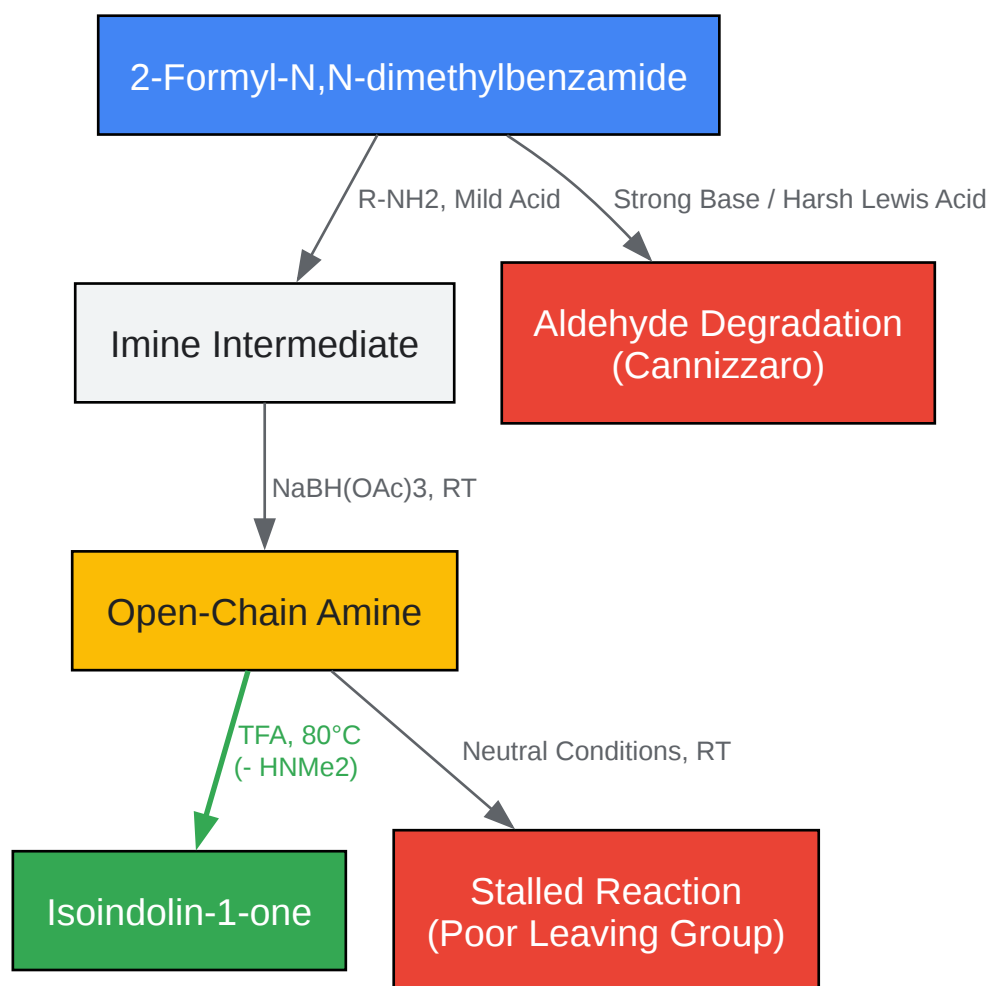 2-Formyl-N,N-dimethylbenzamide
R-NH2, Mild Acid
Strong Base / Harsh Lewis Acid
Imine Intermediate
Aldehyde Degradation
(Cannizzaro)
NaBH(OAc)3, RT
Open-Chain Amine
TFA, 80°C
(- HNMe2)
Neutral Conditions, RT
Isoindolin-1-one
Stalled Reaction
(Poor Leaving Group)